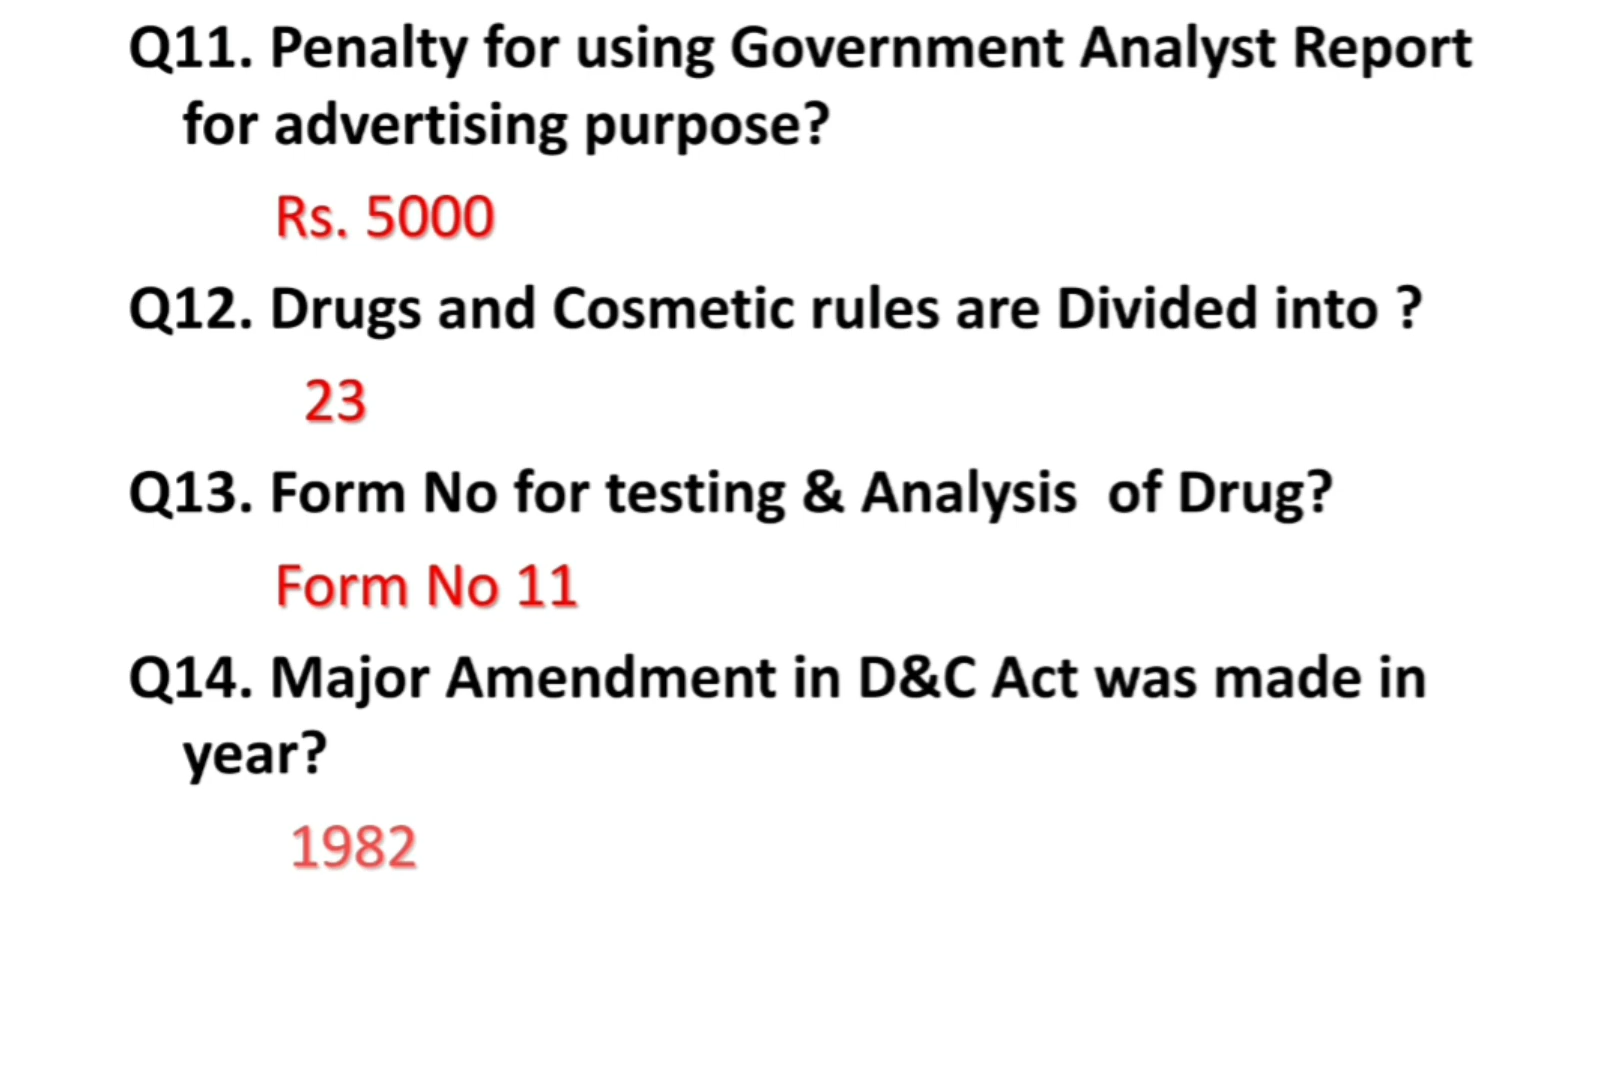 Q11. Penalty for using Government Analyst Report
for advertising purpose?
Rs. 5000
Q12. Drugs and Cosmetic rules are Divided into ?
23
Q13. Form No for testing & Analysis  of Drug?
Form No 11
Q14. Major Amendment in D&C Act was made in
year?
1982